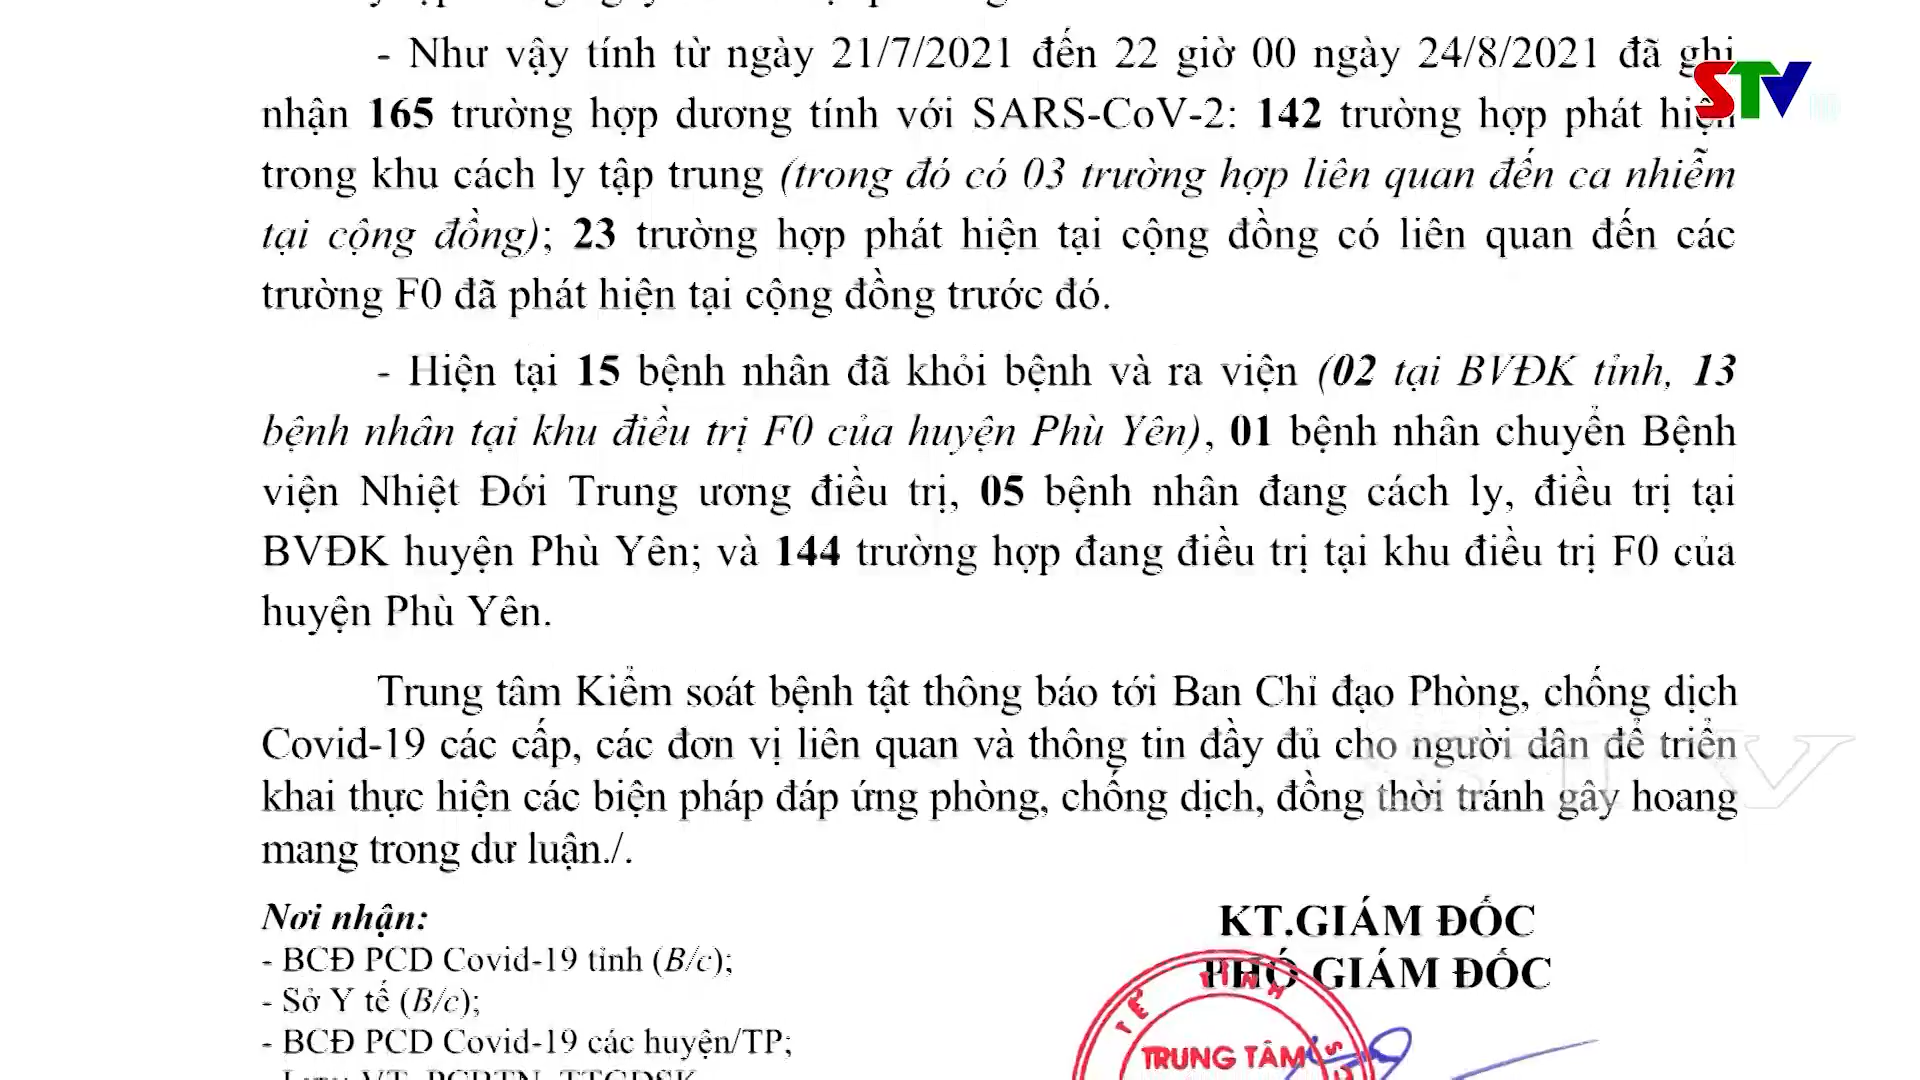 - Như vậy tính từ ngày 21/7/2021 đến 22 giờ 00 ngày 24/8/2021 đã ghi
nhận 165 trường hợp dương tính với SARS-CoV-2: 142 trường hợp phát hiện
trong khu cách ly tập trung (trong đó có 03 trường hợp liên quan đến ca nhiễm
tại cộng đồng); 23 trường hợp phát hiện tại cộng đồng có liên quan đến các
trường F0 đã phát hiện tại cộng đồng trước đó.
- Hiện tại 15 bệnh nhân đã khỏi bệnh và ra viện (02 tại BVĐK tỉnh, 13
bệnh nhân tại khu điều trị F0 của huyện Phù Yên), 01 bệnh nhân chuyển Bệnh
viện Nhiệt Đới Trung ương điều trị, 05 bệnh nhân đang cách ly, điều trị tại
BVĐK huyện Phù Yên; và 144 trường hợp đang điều trị tại khu điều trị F0 của
huyện Phù Yên.
Trung tâm Kiểm soát bệnh tật thông báo tới Ban Chỉ đạo Phòng, chống dịch
Covid-19 các cấp, các đơn vị liên quan và thông tin đầy đủ cho người dân để triển
khai thực hiện các biện pháp đáp ứng phòng, chống dịch, đồng thời tránh gây hoang
mang trong dư luận./.
Nơi nhận:
- BCĐ PCD Covid-19 tỉnh (B/c);
- Sở Y tế (B/c);
- BCĐ PCD Covid-19 các huyện/TP;
KT.GIÁM ĐỐC
PHÓ GIÁM ĐỐC
TẾ TỈNH
TRUNG TÂM
STV